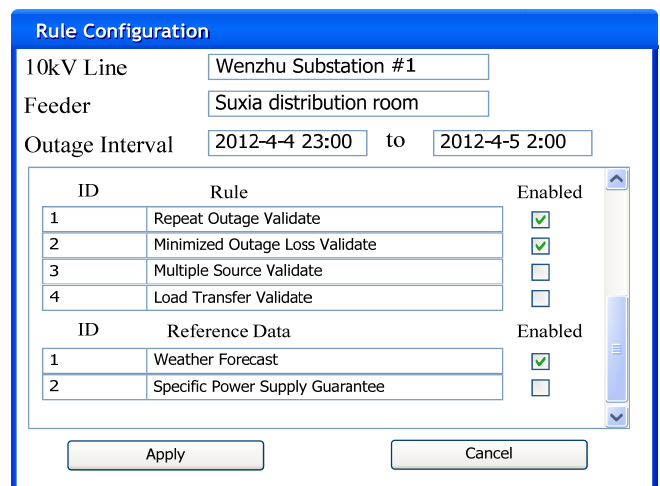 Rule Configuration
10kV Line Wenzhu Substation #1
Feeder Suxia distribution room
Outage Interval 2012-4-4 23:00 to 2012-4-5 2:00
ID Rule Enabled
1 Repeat Outage Validate
2 Minimized Outage Loss Validate
3 Multiple Source Validate
4 Load Transfer Validate
ID Reference Data Enabled
1 Weather Forecast
2 Specific Power Supply Guarantee
Apply Cancel